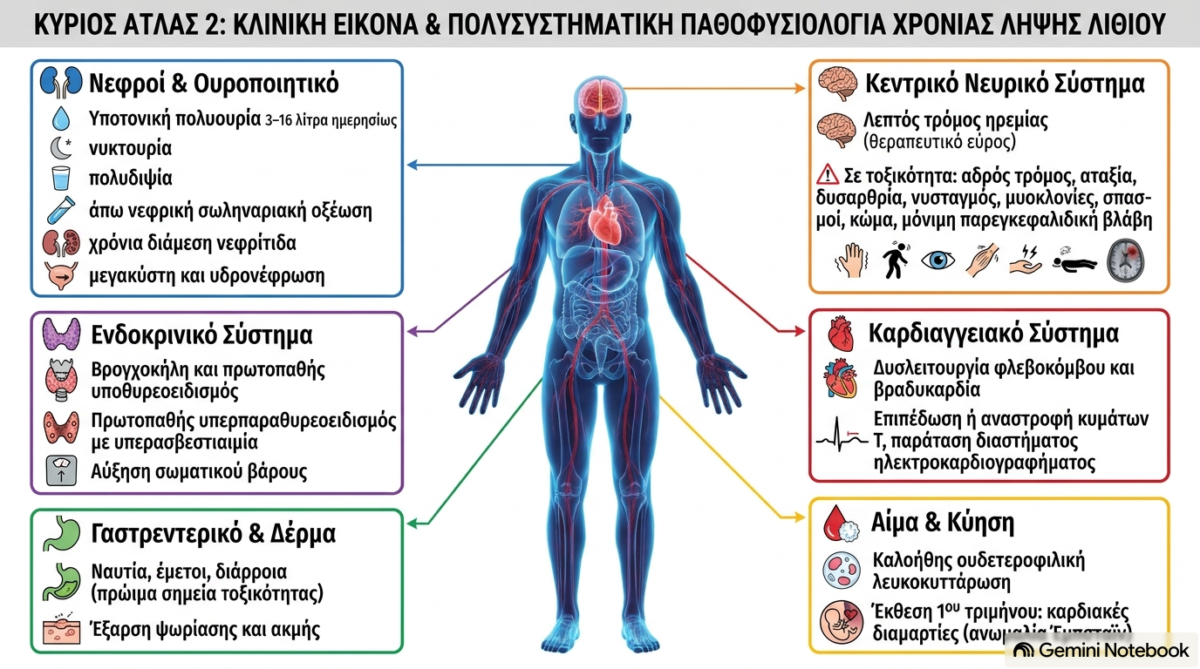 ΚΥΡΙΟΣ ΑΤΛΑΣ 2: ΚΛΙΝΙΚΗ ΕΙΚΟΝΑ & ΠΟΛΥΣΥΣΤΗΜΑΤΙΚΗ ΠΑΘΟΦΥΣΙΟΛΟΓΙΑ ΧΡΟΝΙΑΣ ΛΗΨΗΣ ΛΙΘΙΟΥ
Νεφροί & Ουροποιητικό
Υποτονική πολυουρία 3–16 λίτρα ημερησίως
νυκτουρία
πολυδιψία
άπω νεφρική σωληναριακή οξέωση
χρόνια διάμεση νεφρίτιδα
μεγακύστη και υδρονέφρωση
Ενδοκρινικό Σύστημα
Βρογχοκήλη και πρωτοπαθής
υποθυρεοειδισμός
Πρωτοπαθής υπερπαραθυρεοειδισμός
με υπερασβεστιαιμία
Αύξηση σωματικού βάρους
Γαστρεντερικό & Δέρμα
Ναυτία, έμετοι, διάρροια
(πρώιμα σημεία τοξικότητας)
Έξαρση ψωρίασης και ακμής
Κεντρικό Νευρικό Σύστημα
Λεπτός τρόμος ηρεμίας
(θεραπευτικό εύρος)
Σε τοξικότητα: αδρός τρόμος, αταξία,
δυσαρθρία, νυσταγμός, μυοκλονίες, σπασ-
μοί, κώμα, μόνιμη παρεγκεφαλιδική βλάβη
Καρδιαγγειακό Σύστημα
Δυσλειτουργία φλεβοκόμβου και
βραδυκαρδία
Επιπέδωση ή αναστροφή κυμάτων
Τ, παράταση διαστήματος
ηλεκτροκαρδιογραφήματος
Αίμα & Κύηση
Καλοήθης ουδετεροφιλική
λευκοκυττάρωση
Έκθεση 1ου τριμήνου: καρδιακές
διαμαρτίες (ανωμαλία Έμπσταϊν)
Gemini Notebook